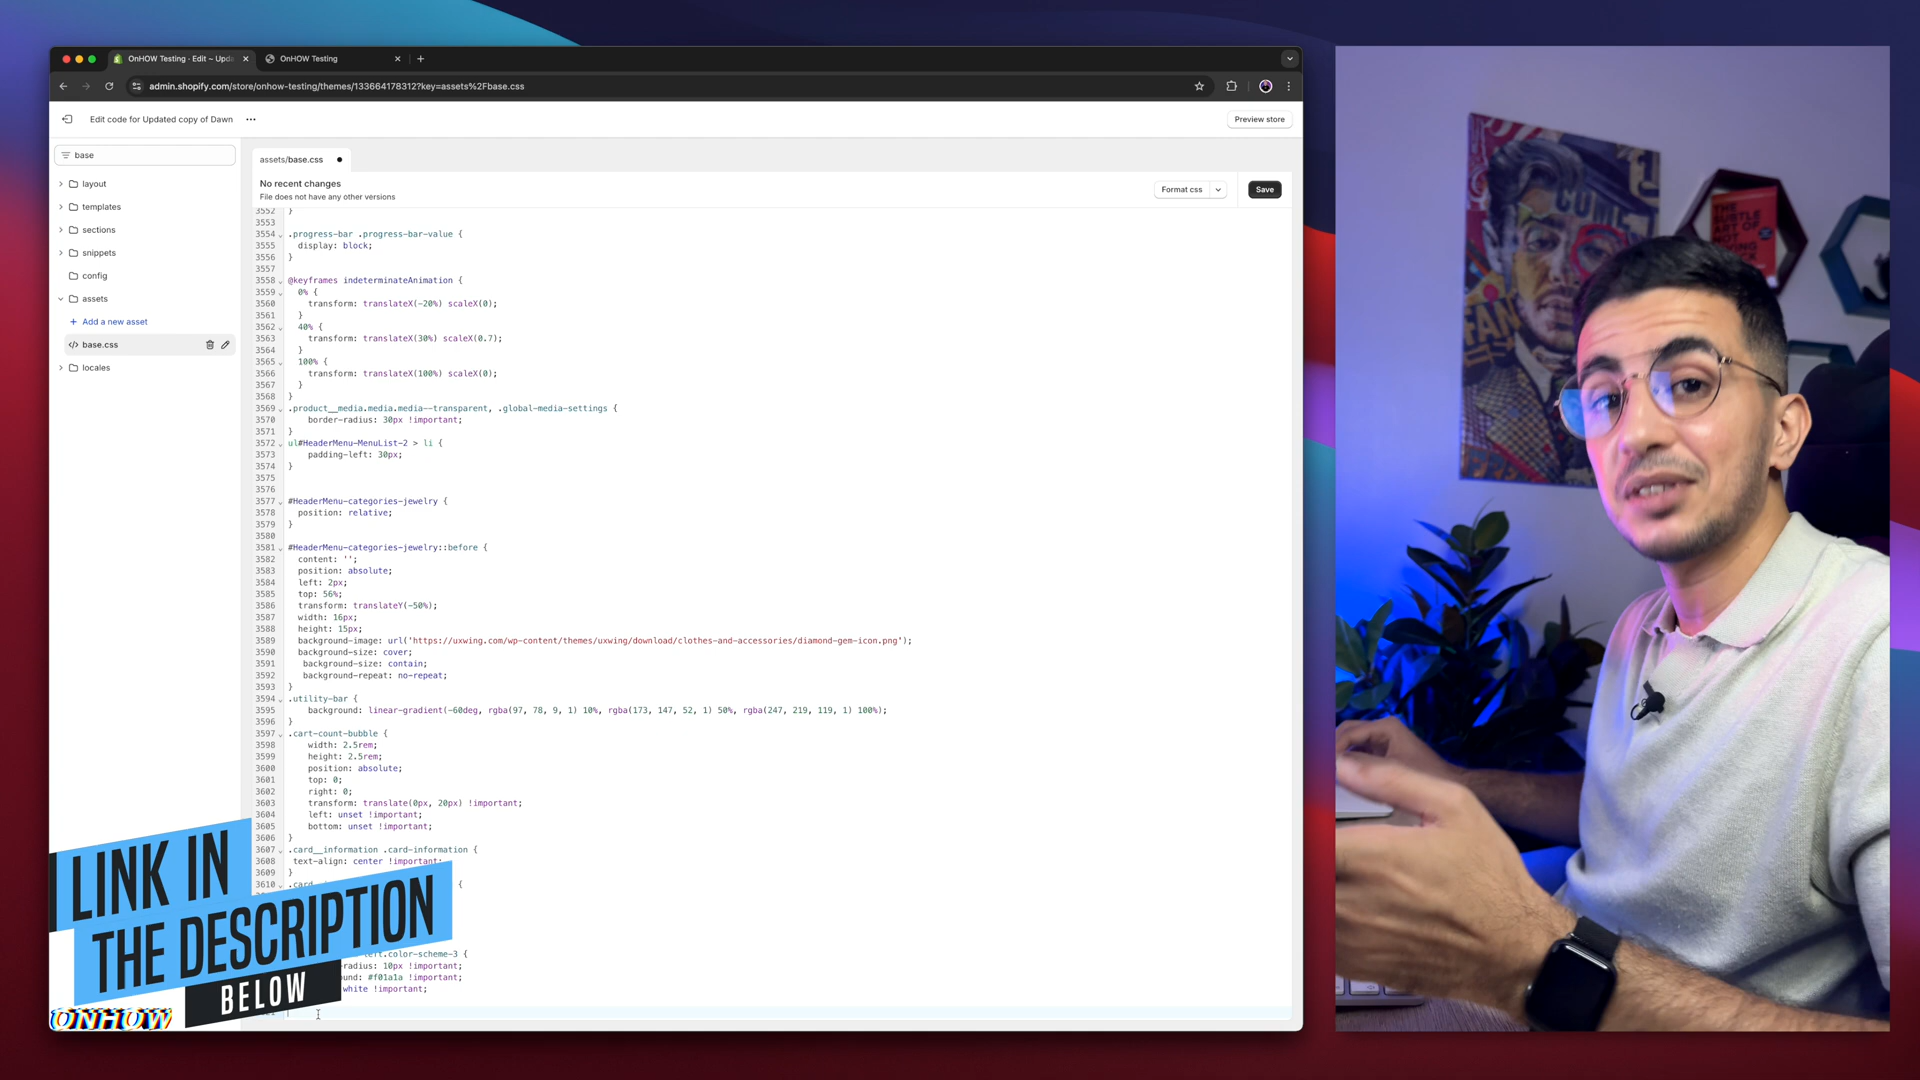 OnHOW Testing · Edit ~ Upda
OnHOW Testing
admin.shopify.com/store/onhow-testing/themes/133664178312?key=assets%2Fbase.css
Edit code for Updated copy of Dawn
Preview store
base
layout
templates
sections
snippets
config
assets
Add a new asset
base.css
locales
assets/base.css
No recent changes
File does not have any other versions
Format css
Save
3552 }
3553
3554 .progress-bar .progress-bar-value {
3555 display: block;
3556 }
3557
3558 @keyframes indeterminateAnimation {
3559 0% {
3560 transform: translateX(-20%) scaleX(0);
3561 }
3562 40% {
3563 transform: translateX(30%) scaleX(0.7);
3564 }
3565 100% {
3566 transform: translateX(100%) scaleX(0);
3567 }
3568 }
3569 .product__media.media.media--transparent, .global-media-settings {
3570 border-radius: 30px !important;
3571 }
3572 ul#HeaderMenu-MenuList-2 > li {
3573 padding-left: 30px;
3574 }
3575
3576
3577 #HeaderMenu-categories-jewelry {
3578 position: relative;
3579 }
3580
3581 #HeaderMenu-categories-jewelry::before {
3582 content: '';
3583 position: absolute;
3584 left: 2px;
3585 top: 56%;
3586 transform: translateY(-50%);
3587 width: 16px;
3588 height: 15px;
3589 background-image: url('https://uxwing.com/wp-content/themes/uxwing/download/clothes-and-accessories/diamond-gem-icon.png');
3590 background-size: cover;
3591 background-size: contain;
3592 background-repeat: no-repeat;
3593 }
3594 .utility-bar {
3595 background: linear-gradient(-60deg, rgba(97, 78, 9, 1) 10%, rgba(173, 147, 52, 1) 50%, rgba(247, 219, 119, 1) 100%);
3596 }
3597 .cart-count-bubble {
3598 width: 2.5rem;
3599 height: 2.5rem;
3600 position: absolute;
3601 top: 0;
3602 right: 0;
3603 transform: translate(0px, 20px) !important;
3604 left: unset !important;
3605 bottom: unset !important;
3606 }
3607 .card__information .card-information {
3608 text-align: center !important;
3609 }
3610 .card {
left.color-scheme-3 {
radius: 10px !important;
ound: #f01a1a !important;
white !important;
LINK IN
THE DESCRIPTION
BELOW
ONHOW
THE
SUBTLE
ART OF
NOT
COME
FAN